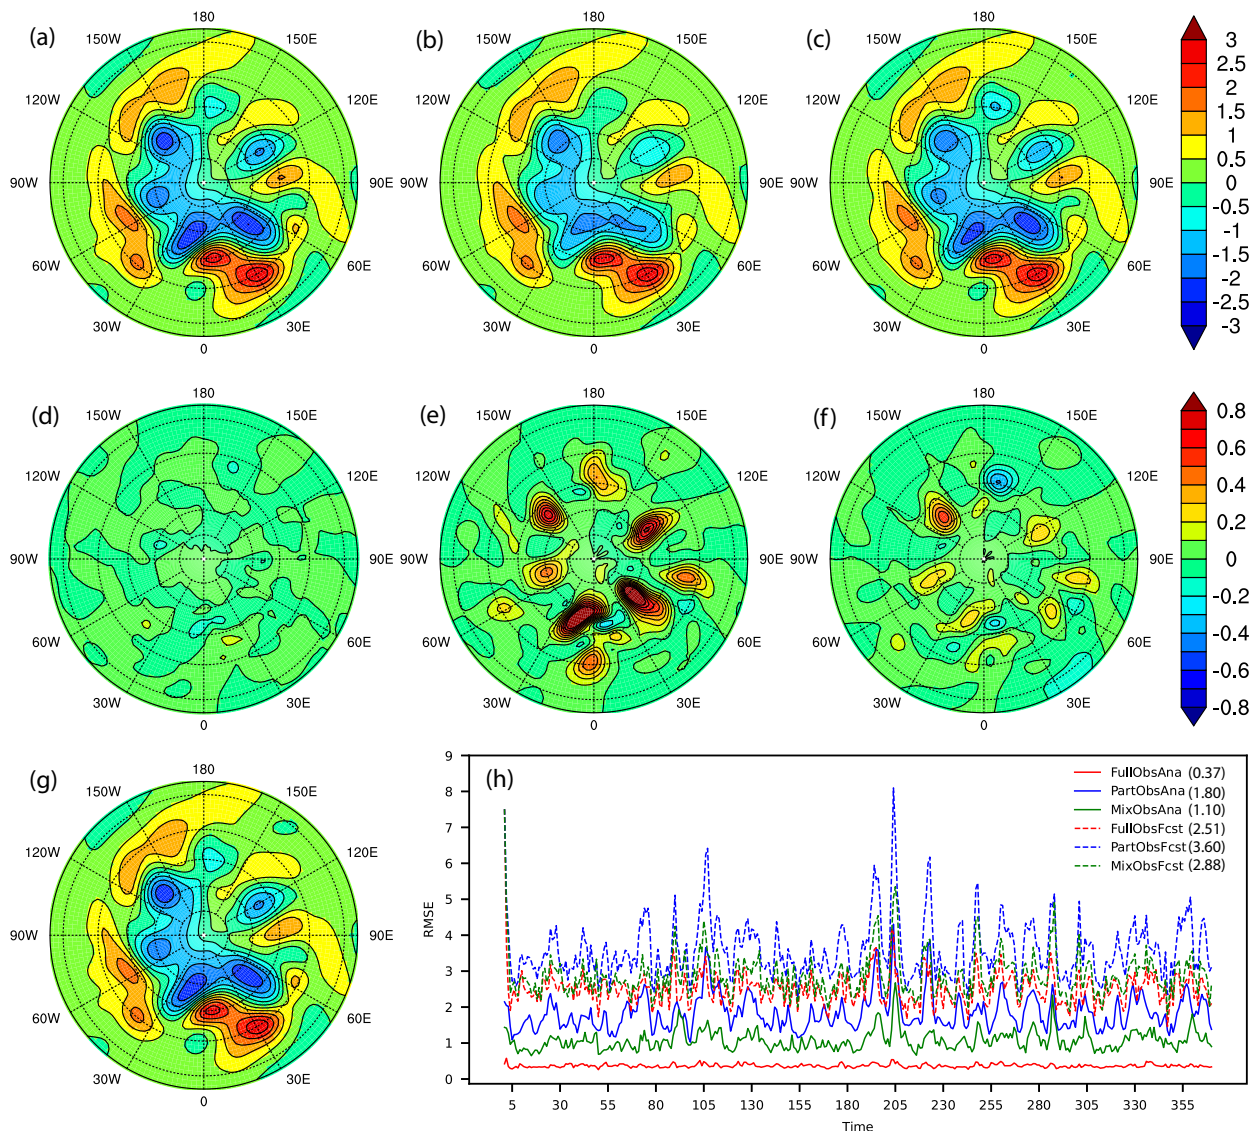 (a)
180
150W
150E
120W
120E
90W
90E
60W
60E
30W
30E
0
(b)
180
150W
150E
120W
120E
90W
90E
60W
60E
30W
30E
0
(c)
180
150W
150E
120W
120E
90W
90E
60W
60E
30W
30E
0
3
2.5
2
1.5
1
0.5
0
-0.5
-1
-1.5
-2
-2.5
-3
(d)
180
150W
150E
120W
120E
90W
90E
60W
60E
30W
30E
0
(e)
180
150W
150E
120W
120E
90W
90E
60W
60E
30W
30E
0
(f)
180
150W
150E
120W
120E
90W
90E
60W
60E
30W
30E
0
0.8
0.6
0.4
0.2
0
-0.2
-0.4
-0.6
-0.8
(g)
180
150W
150E
120W
120E
90W
90E
60W
60E
30W
30E
0
(h)
FullObsAna (0.37)
PartObsAna (1.80)
MixObsAna (1.10)
FullObsFcst (2.51)
PartObsFcst (3.60)
MixObsFcst (2.88)
RMSE
9
8
7
6
5
4
3
2
1
0
5 30 55 80 105 130 155 180 205 230 255 280 305 330 355
Time